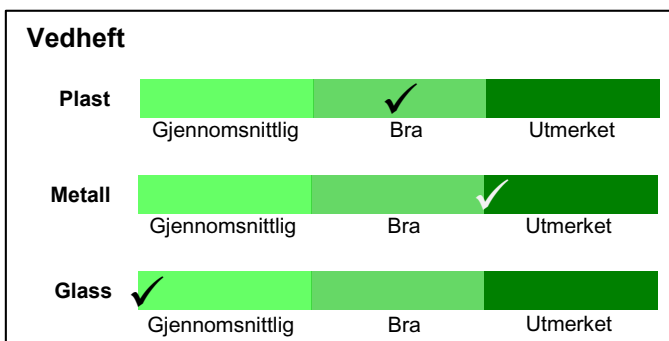 Vedheft
Plast
Gjennomsnittlig Bra Utmerket
Metall
Gjennomsnittlig Bra Utmerket
Glass
Gjennomsnittlig Bra Utmerket